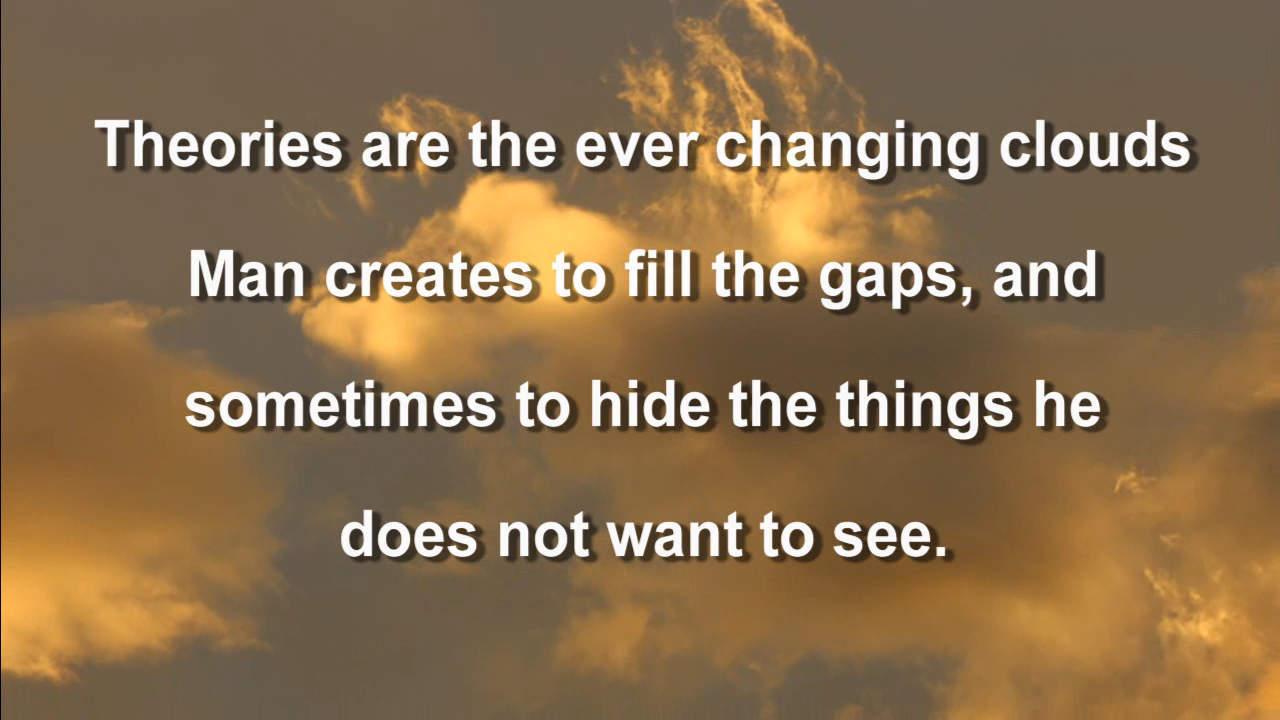 Theories are the ever changing clouds
Man creates to fill the gaps, and
sometimes to hide the things he
does not want to see.